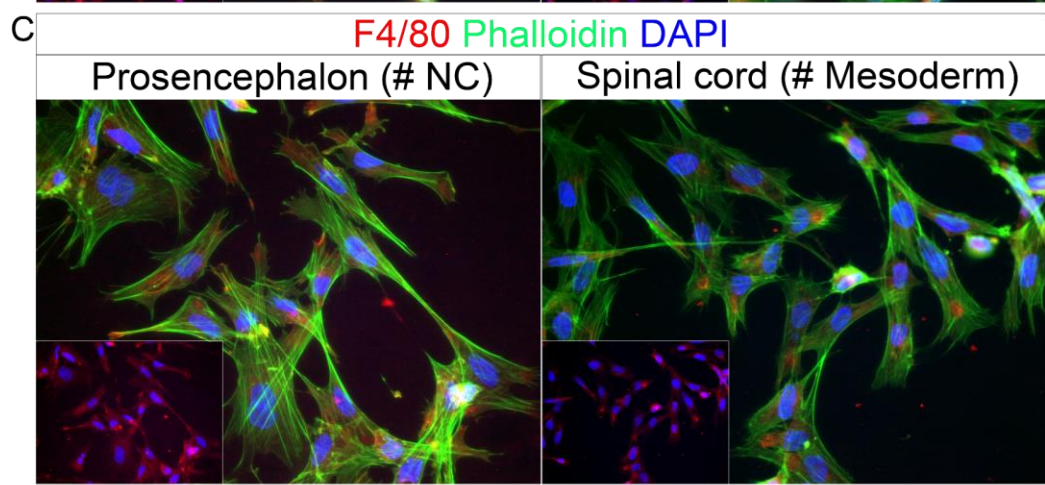 C
F4/80 Phalloidin DAPI
Prosencephalon (# NC)
Spinal cord (# Mesoderm)